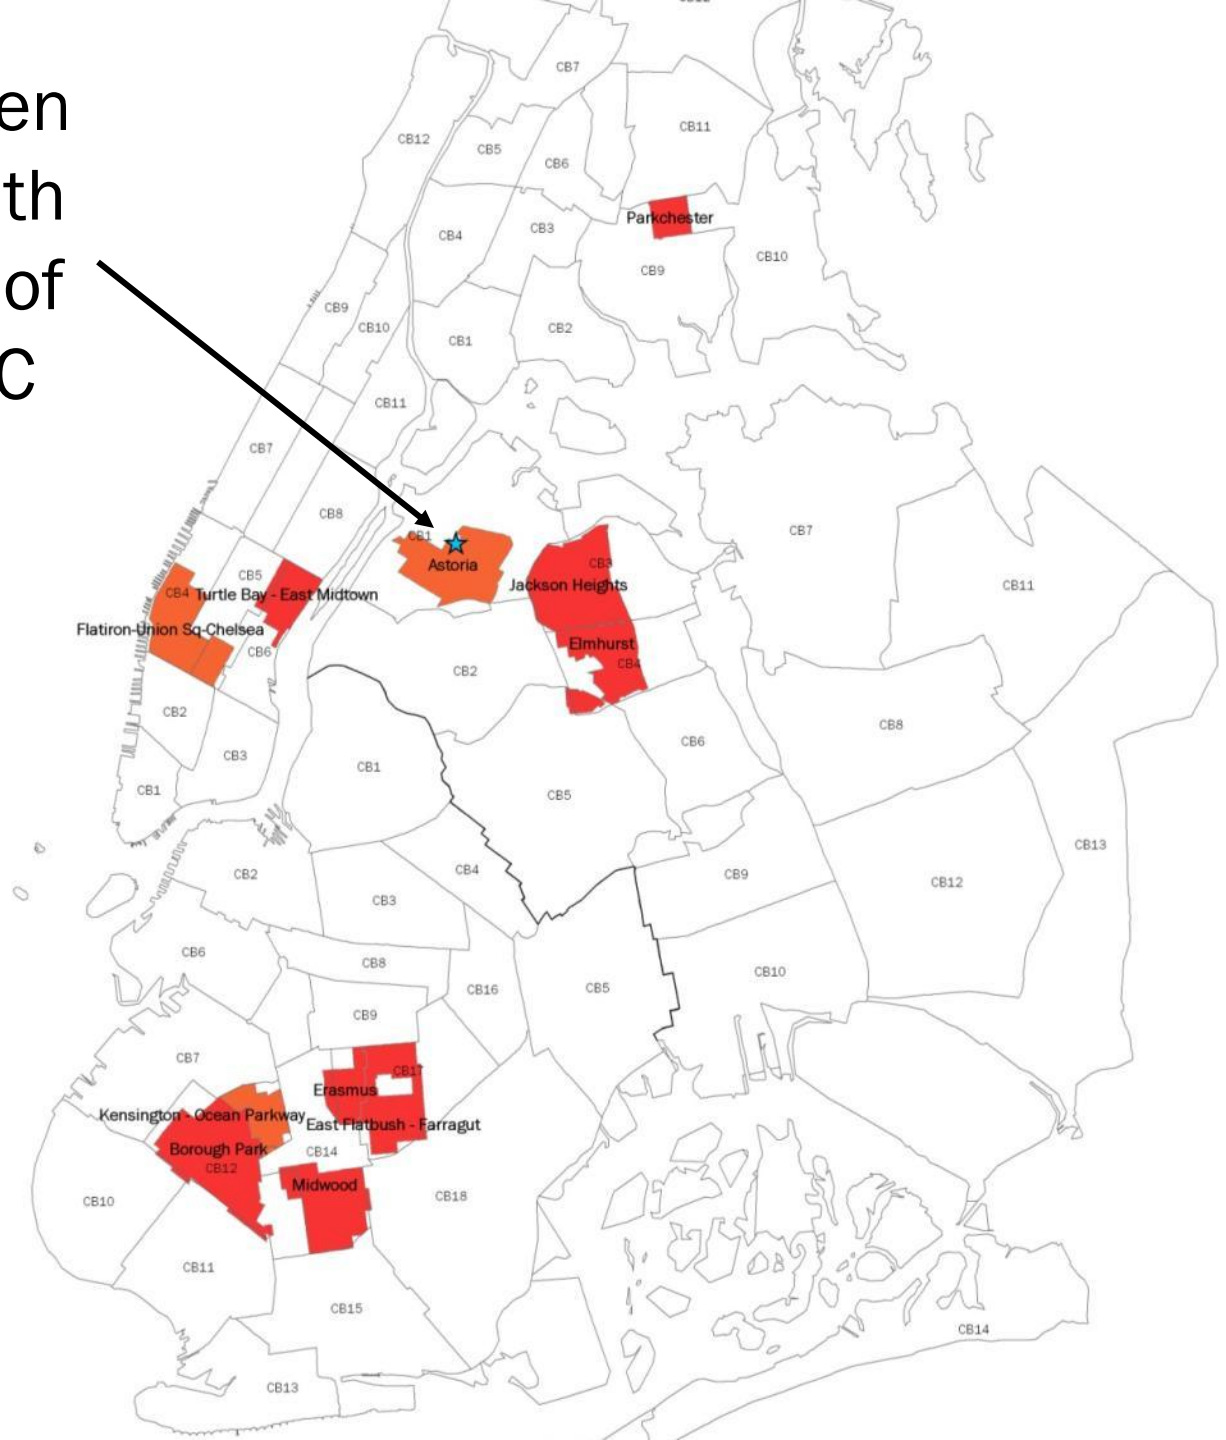 en
th
of
C
CB7
CB12
CB11
CB5
CB6
Parkchester
CB4
CB3
CB9
CB10
CB9
CB10
CB1
CB2
CB11
CB7
CB8
CB1
Astoria
CB7
CB3
Jackson Heights
CB11
CB5
CB4
Turtle Bay - East Midtown
Flatiron-Union Sq-Chelsea
CB6
Elmhurst
CB4
CB2
CB2
CB3
CB6
CB8
CB1
CB1
CB5
CB13
CB2
CB4
CB3
CB9
CB12
CB6
CB8
CB16
CB5
CB10
CB9
CB7
CB17
Erasmus
Kensington - Ocean Parkway
East Flatbush - Farragut
Borough Park
CB12
CB14
Midwood
CB10
CB18
CB11
CB15
CB14
CB13